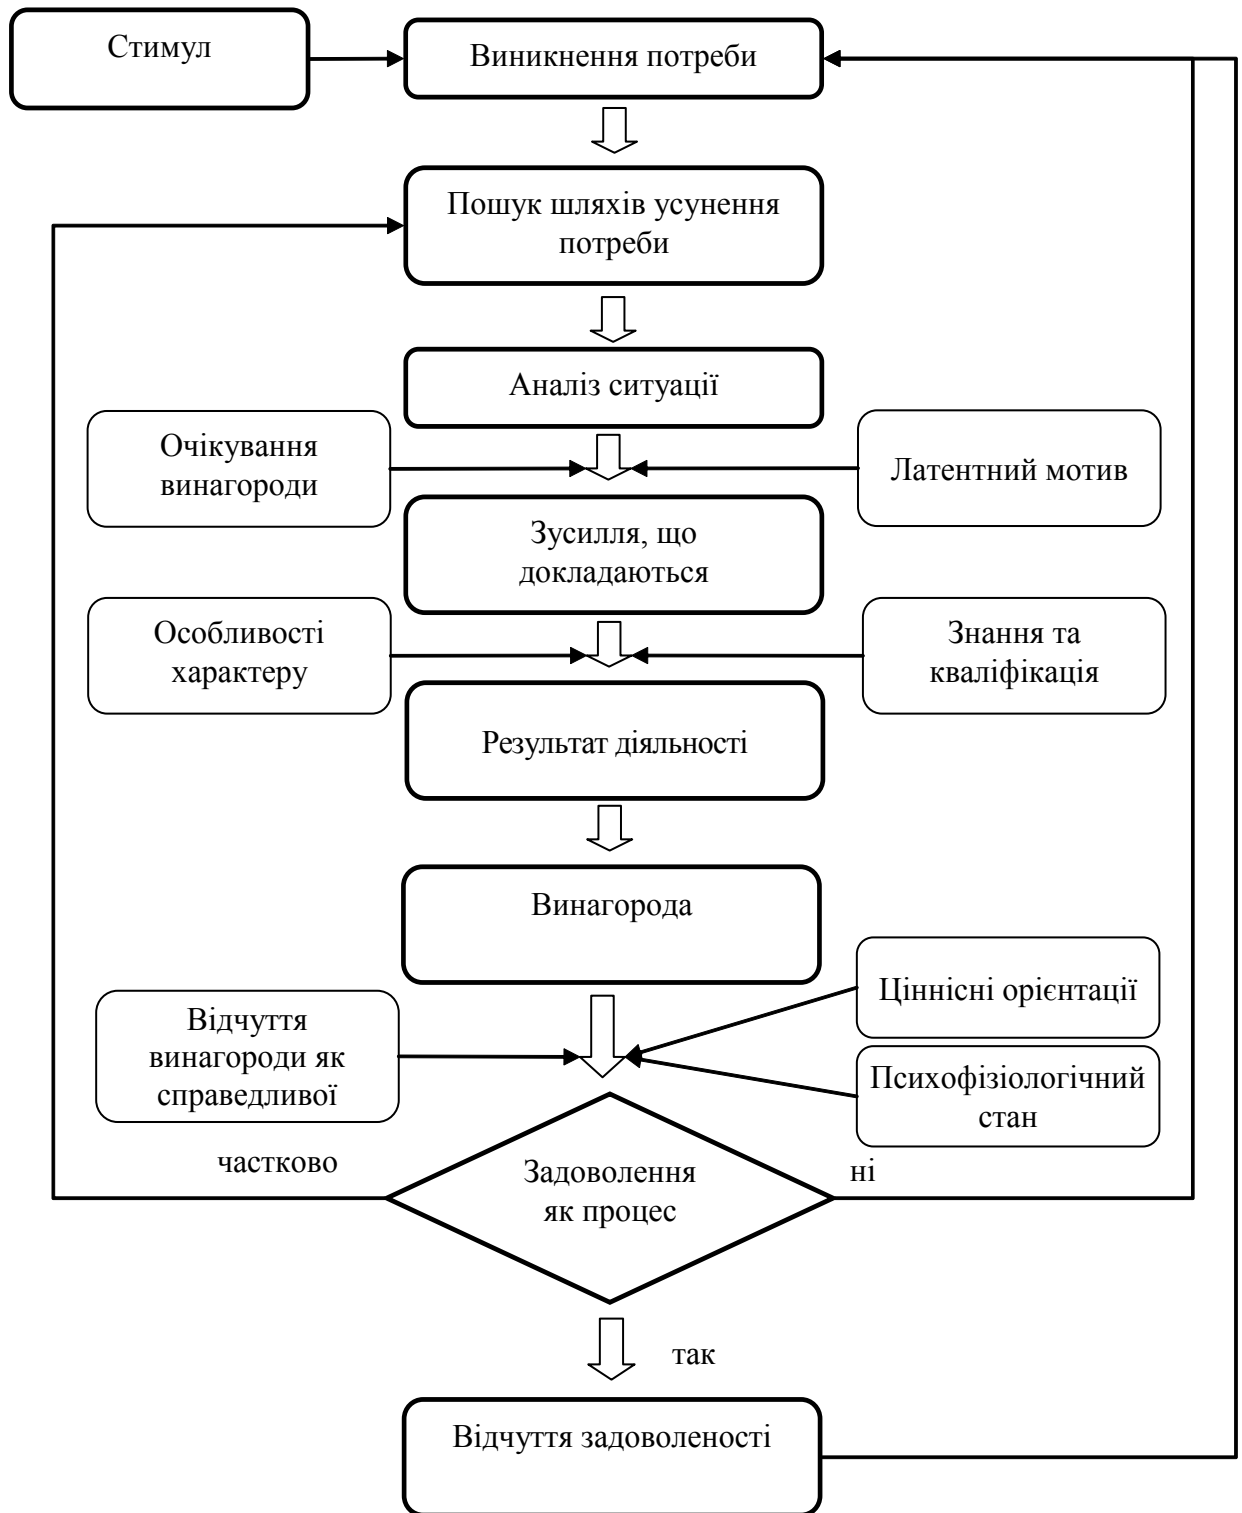 Стимул
Виникнення потреби
Пошук шляхів усунення
потреби
Аналіз ситуації
Очікування
винагороди
Латентний мотив
Зусилля, що
докладаються
Особливості
характеру
Знання та
кваліфікація
Результат діяльності
Винагорода
Ціннісні орієнтації
Відчуття
винагороди як
справедливої
Психофізіологічний
стан
частково
Задоволення
як процес
ні
так
Відчуття задоволеності